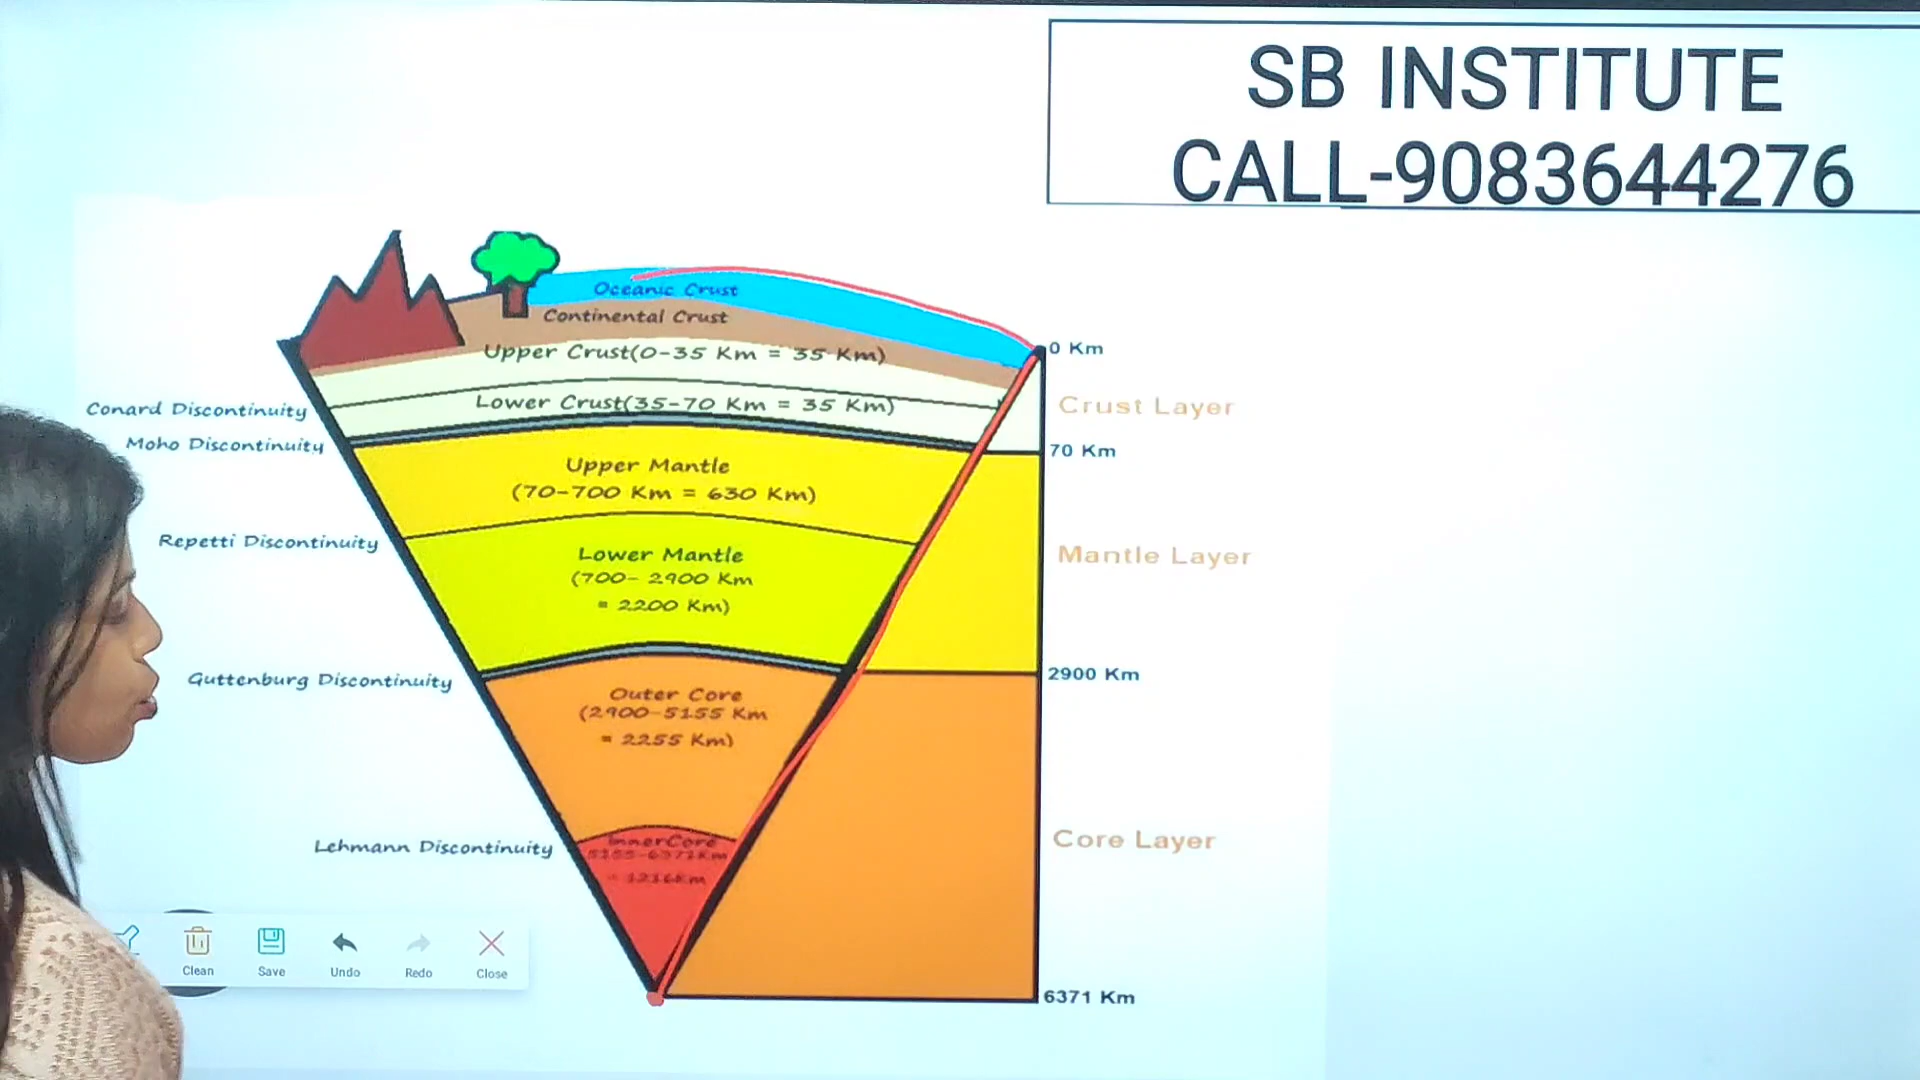 SB INSTITUTE
CALL-9083644276
Oceanic Crust
Continental Crust
Upper Crust(0-35 Km = 35 Km)
0 Km
Conard Discontinuity
Lower Crust(35-70 Km = 35 Km)
Crust Layer
Moho Discontinuity
70 Km
Upper Mantle
(70-700 Km = 630 Km)
Repetti Discontinuity
Lower Mantle
(700- 2900 Km
= 2200 Km)
Mantle Layer
Guttenburg Discontinuity
2900 Km
Outer Core
(2900-5155 Km
= 2255 Km)
Lehmann Discontinuity
InnerCore
5155-6371Km
= 1216Km
Core Layer
Clean
Save
Undo
Redo
Close
6371 Km